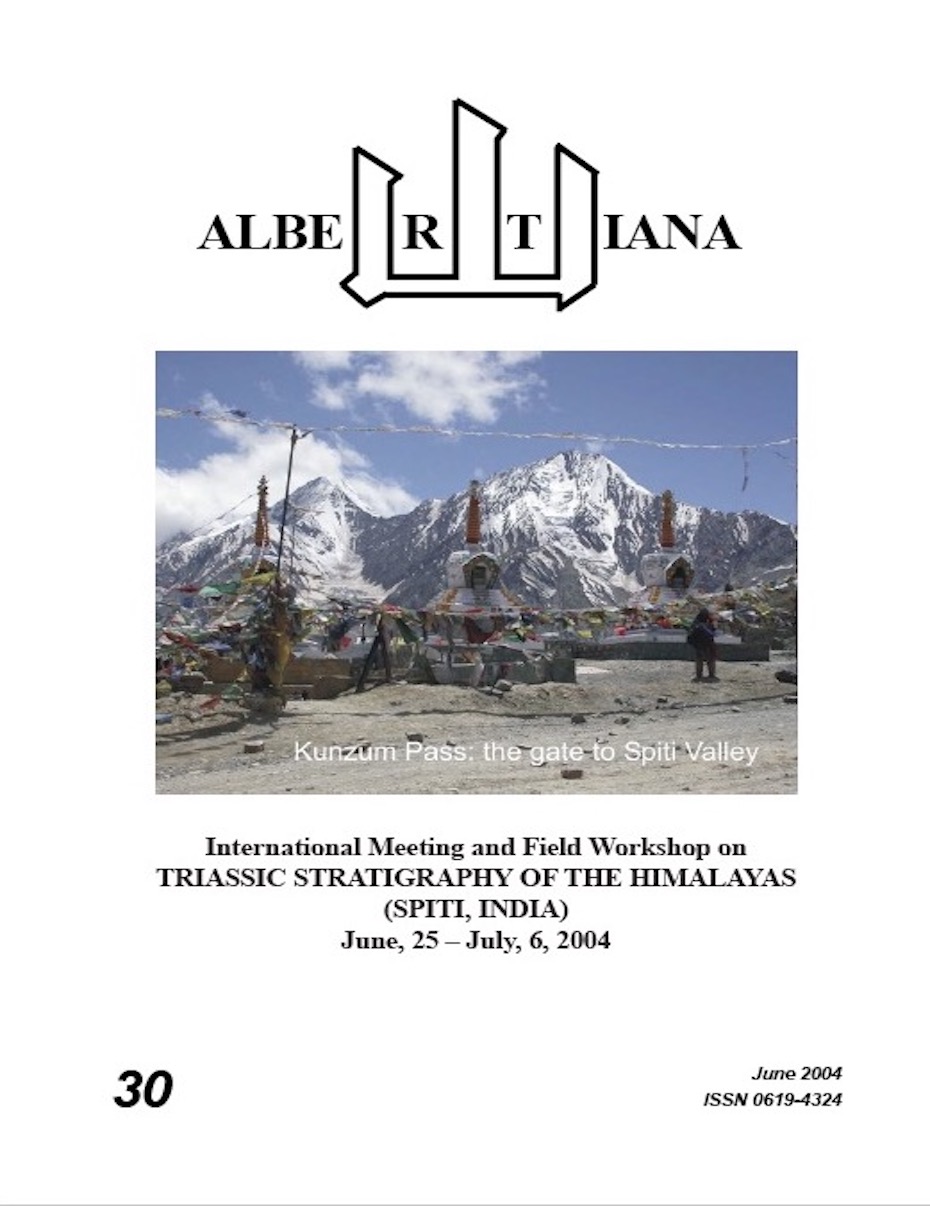 ALBERTIANA
Kunzum Pass: the gate to Spiti Valley
International Meeting and Field Workshop on
TRIASSIC STRATIGRAPHY OF THE HIMALAYAS
(SPITI, INDIA)
June, 25 – July, 6, 2004
30
June 2004
ISSN 0619-4324